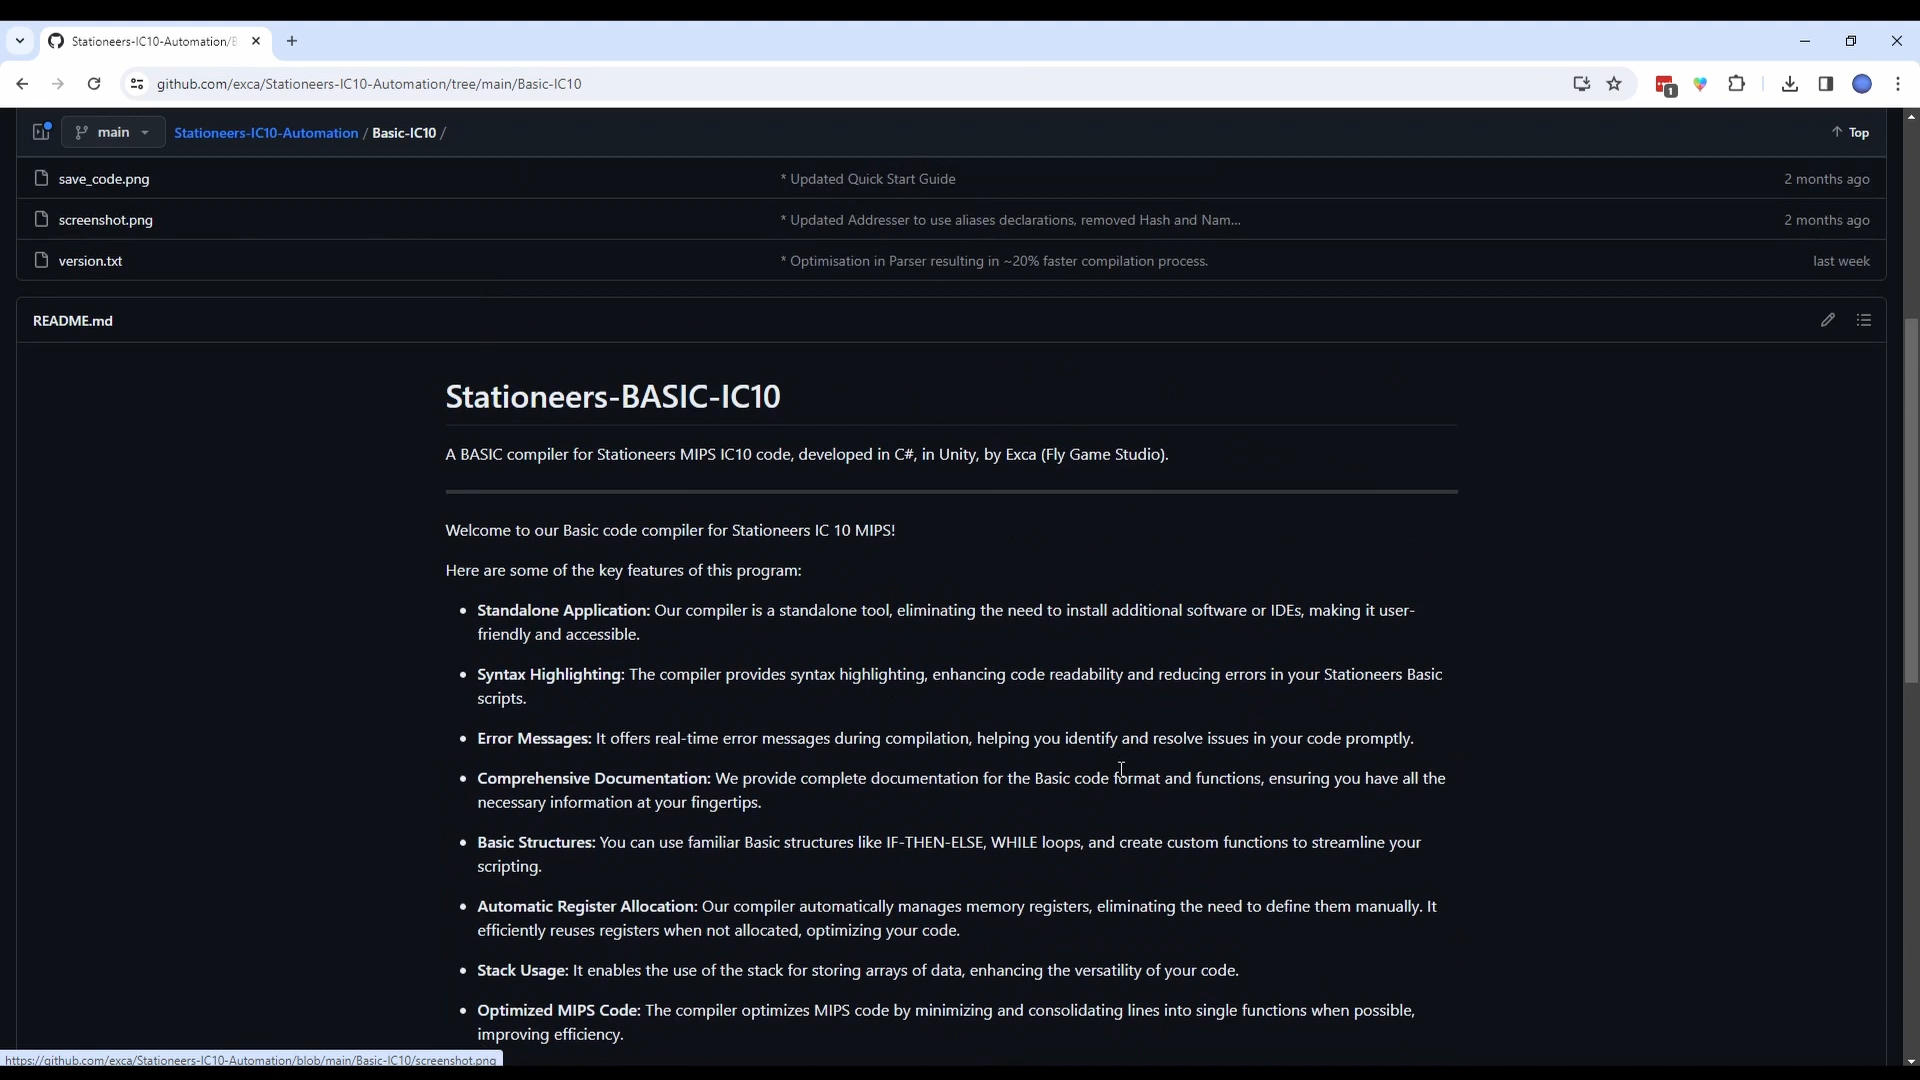 Stationeers-IC10-Automation/B
github.com/exca/Stationeers-IC10-Automation/tree/main/Basic-IC10
1
main
Stationeers-IC10-Automation / Basic-IC10 /
Top
save_code.png * Updated Quick Start Guide 2 months ago
screenshot.png * Updated Addresser to use aliases declarations, removed Hash and Nam... 2 months ago
version.txt * Optimisation in Parser resulting in ~20% faster compilation process. last week
README.md
Stationeers-BASIC-IC10
A BASIC compiler for Stationeers MIPS IC10 code, developed in C#, in Unity, by Exca (Fly Game Studio).
Welcome to our Basic code compiler for Stationeers IC 10 MIPS!
Here are some of the key features of this program:
• Standalone Application: Our compiler is a standalone tool, eliminating the need to install additional software or IDEs, making it user-
friendly and accessible.
• Syntax Highlighting: The compiler provides syntax highlighting, enhancing code readability and reducing errors in your Stationeers Basic
scripts.
• Error Messages: It offers real-time error messages during compilation, helping you identify and resolve issues in your code promptly.
• Comprehensive Documentation: We provide complete documentation for the Basic code format and functions, ensuring you have all the
necessary information at your fingertips.
• Basic Structures: You can use familiar Basic structures like IF-THEN-ELSE, WHILE loops, and create custom functions to streamline your
scripting.
• Automatic Register Allocation: Our compiler automatically manages memory registers, eliminating the need to define them manually. It
efficiently reuses registers when not allocated, optimizing your code.
• Stack Usage: It enables the use of the stack for storing arrays of data, enhancing the versatility of your code.
• Optimized MIPS Code: The compiler optimizes MIPS code by minimizing and consolidating lines into single functions when possible,
improving efficiency.
https://github.com/exca/Stationeers-IC10-Automation/blob/main/Basic-IC10/screenshot.png